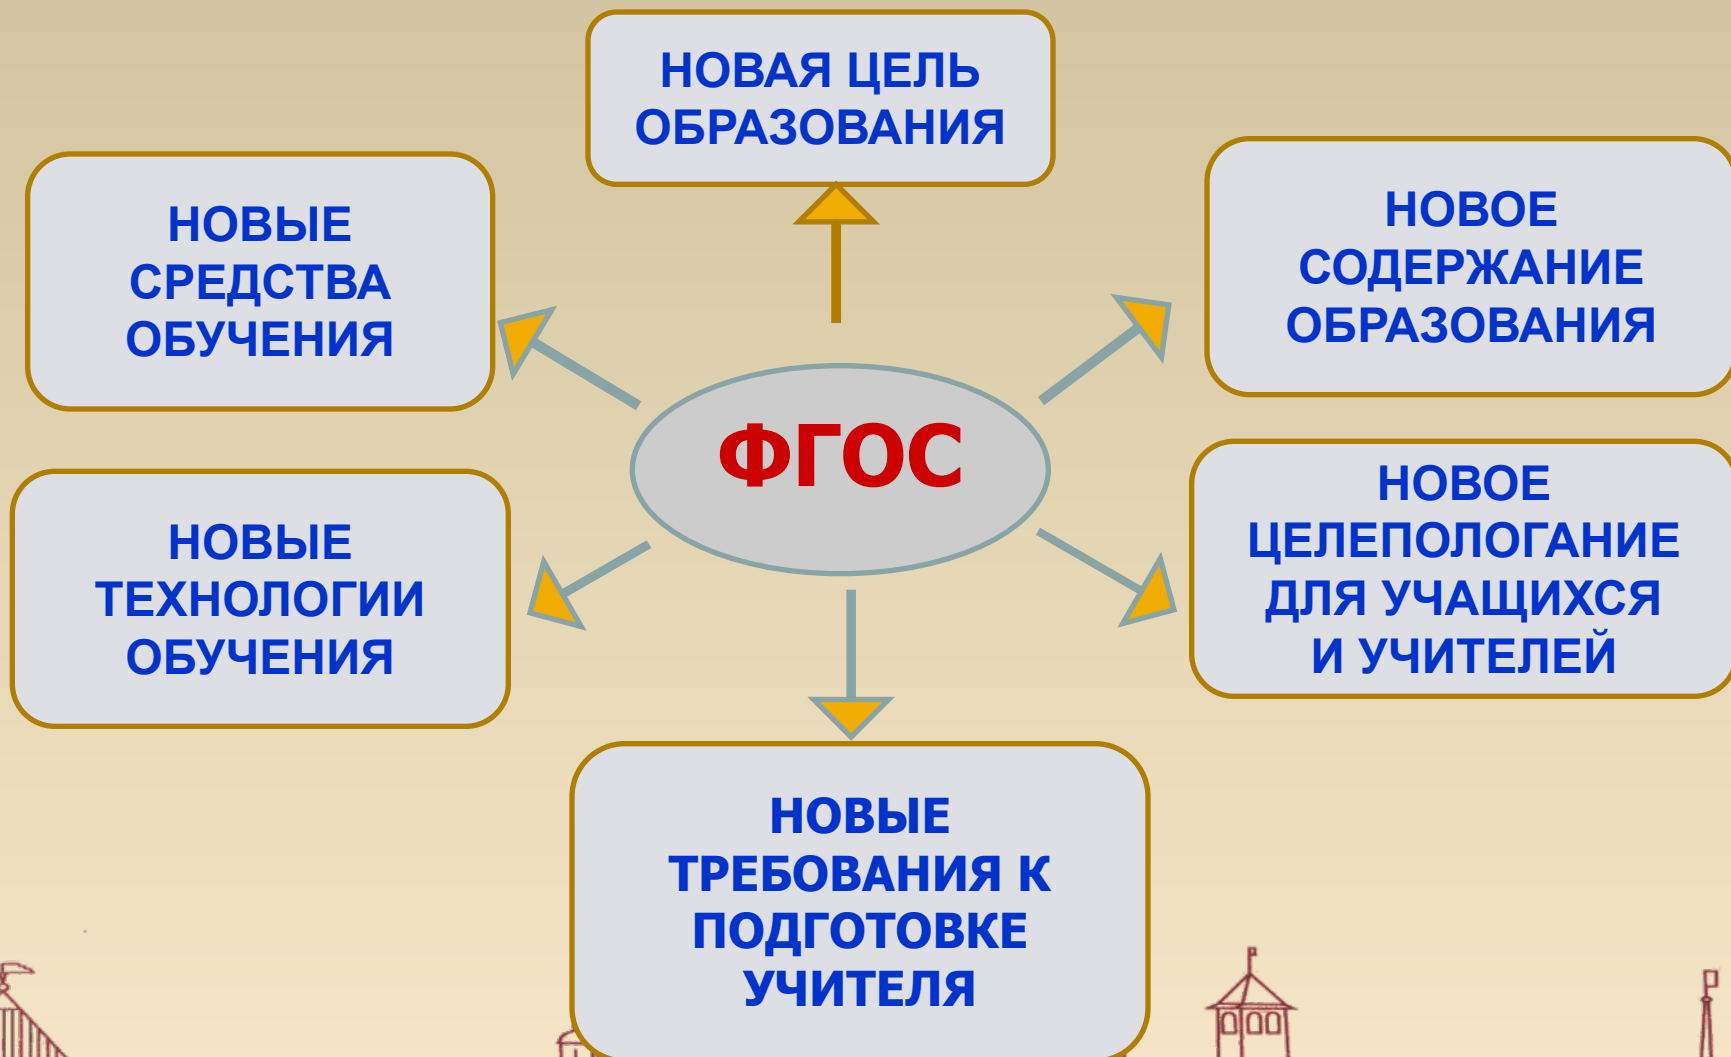 НОВАЯ ЦЕЛЬ
ОБРАЗОВАНИЯ
НОВЫЕ
СРЕДСТВА
ОБУЧЕНИЯ
НОВОЕ
СОДЕРЖАНИЕ
ОБРАЗОВАНИЯ
ФГОС
НОВЫЕ
ТЕХНОЛОГИИ
ОБУЧЕНИЯ
НОВОЕ
ЦЕЛЕПОЛОГАНИЕ
ДЛЯ УЧАЩИХСЯ
И УЧИТЕЛЕЙ
НОВЫЕ
ТРЕБОВАНИЯ К
ПОДГОТОВКЕ
УЧИТЕЛЯ